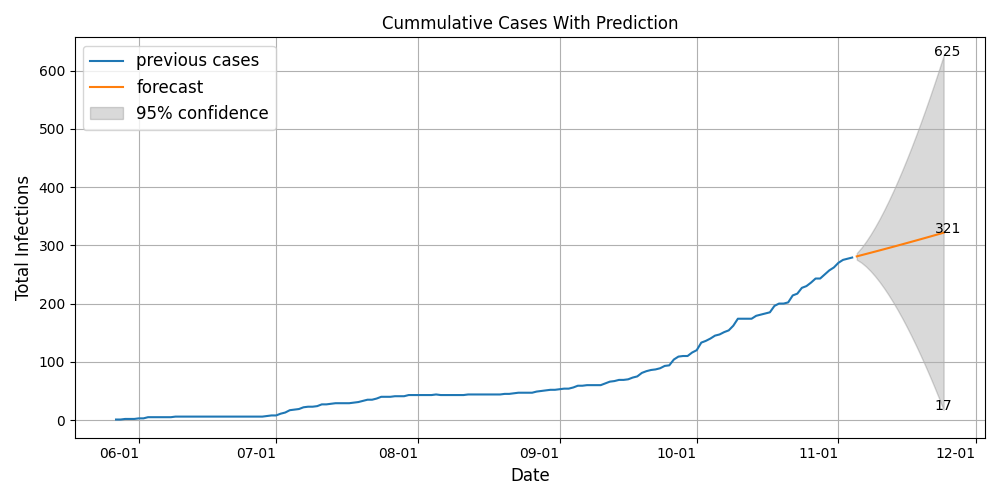 Cummulative Cases With Prediction
previous cases
forecast
95% confidence
Total Infections
600
500
400
300
200
100
0
625
321
17
06-01
07-01
08-01
09-01
10-01
11-01
12-01
Date